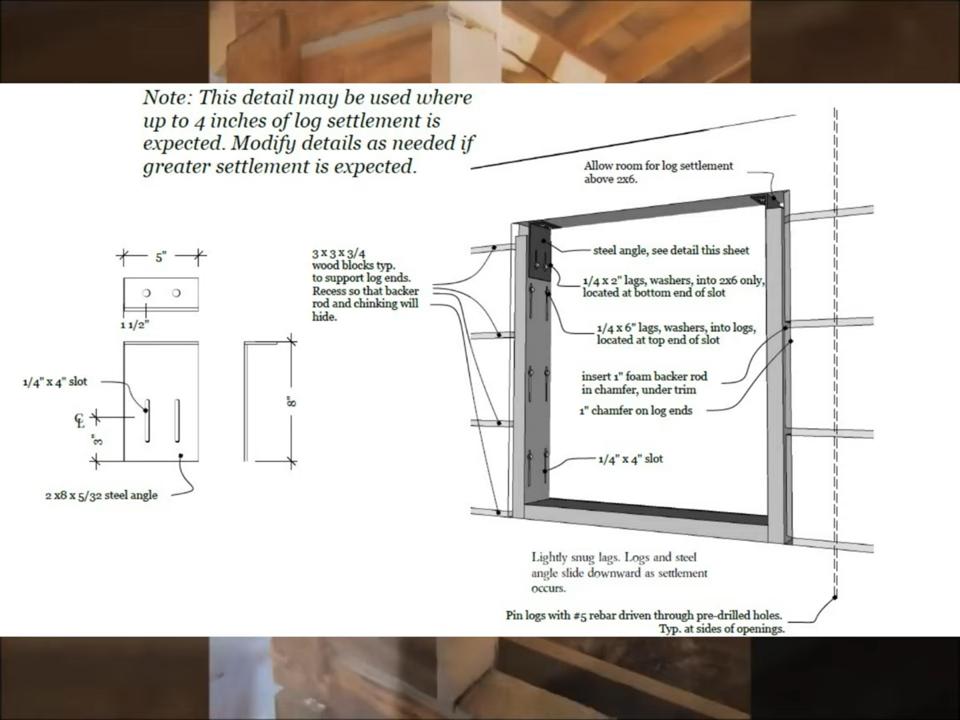 Note: This detail may be used where
up to 4 inches of log settlement is
expected. Modify details as needed if
greater settlement is expected.
Allow room for log settlement
above 2x6.
5"
1 1/2"
1/4" x 4" slot
CL
3"
8"
2 x8 x 5/32 steel angle
3 x 3 x 3/4
wood blocks typ.
to support log ends.
Recess so that backer
rod and chinking will
hide.
steel angle, see detail this sheet
1/4 x 2" lags, washers, into 2x6 only,
located at bottom end of slot
1/4 x 6" lags, washers, into logs,
located at top end of slot
insert 1" foam backer rod
in chamfer, under trim
1" chamfer on log ends
1/4" x 4" slot
Lightly snug lags. Logs and steel
angle slide downward as settlement
occurs.
Pin logs with #5 rebar driven through pre-drilled holes.
Typ. at sides of openings.